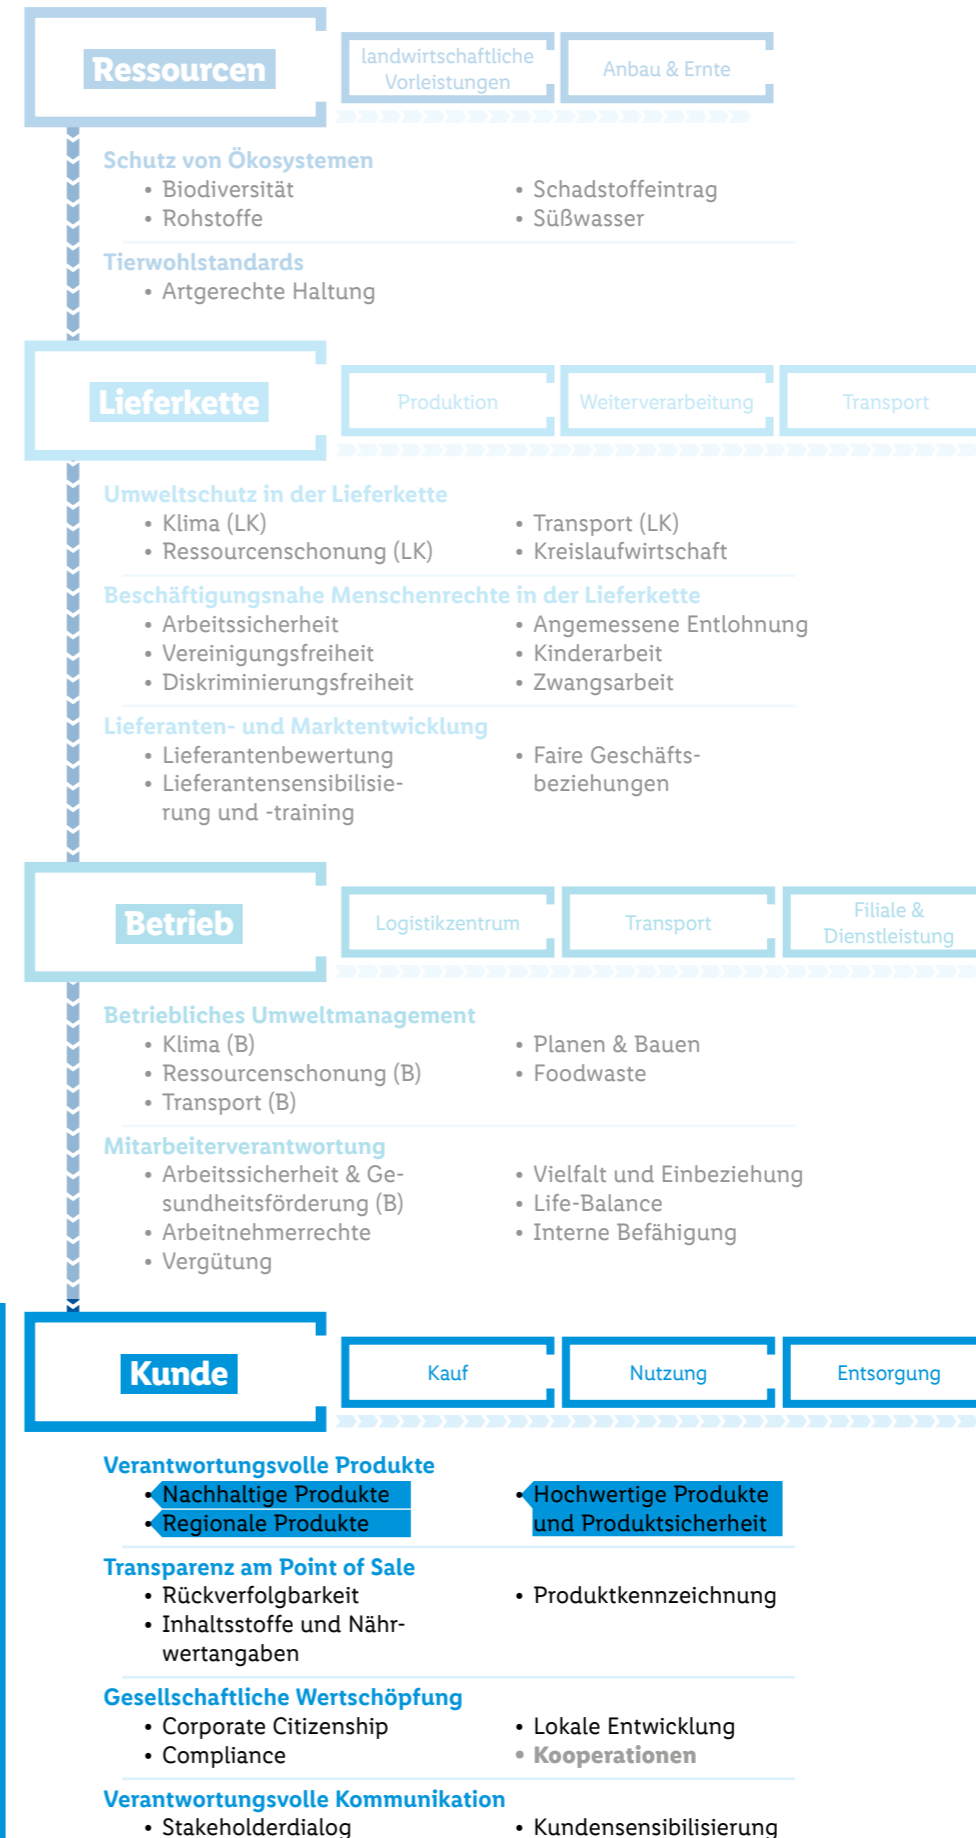 Ressourcen
landwirtschaftliche
Vorleistungen
Anbau & Ernte
Schutz von Ökosystemen
• Biodiversität
• Rohstoffe
• Schadstoffeintrag
• Süßwasser
Tierwohlstandards
• Artgerechte Haltung
Lieferkette
Produktion
Weiterverarbeitung
Transport
Umweltschutz in der Lieferkette
• Klima (LK)
• Ressourcenschonung (LK)
• Transport (LK)
• Kreislaufwirtschaft
Beschäftigungsnahe Menschenrechte in der Lieferkette
• Arbeitssicherheit
• Vereinigungsfreiheit
• Diskriminierungsfreiheit
• Angemessene Entlohnung
• Kinderarbeit
• Zwangsarbeit
Lieferanten- und Marktentwicklung
• Lieferantenbewertung
• Lieferantensensibilisie-
rung und -training
• Faire Geschäfts-
beziehungen
Betrieb
Logistikzentrum
Transport
Filiale &
Dienstleistung
Betriebliches Umweltmanagement
• Klima (B)
• Ressourcenschonung (B)
• Transport (B)
• Planen & Bauen
• Foodwaste
Mitarbeiterverantwortung
• Arbeitssicherheit & Ge-
sundheitsförderung (B)
• Arbeitnehmerrechte
• Vergütung
• Vielfalt und Einbeziehung
• Life-Balance
• Interne Befähigung
Kunde
Kauf
Nutzung
Entsorgung
Verantwortungsvolle Produkte
• Nachhaltige Produkte
• Regionale Produkte
• Hochwertige Produkte
und Produktsicherheit
Transparenz am Point of Sale
• Rückverfolgbarkeit
• Inhaltsstoffe und Nähr-
wertangaben
• Produktkennzeichnung
Gesellschaftliche Wertschöpfung
• Corporate Citizenship
• Compliance
• Lokale Entwicklung
• Kooperationen
Verantwortungsvolle Kommunikation
• Stakeholderdialog
• Kundensensibilisierung